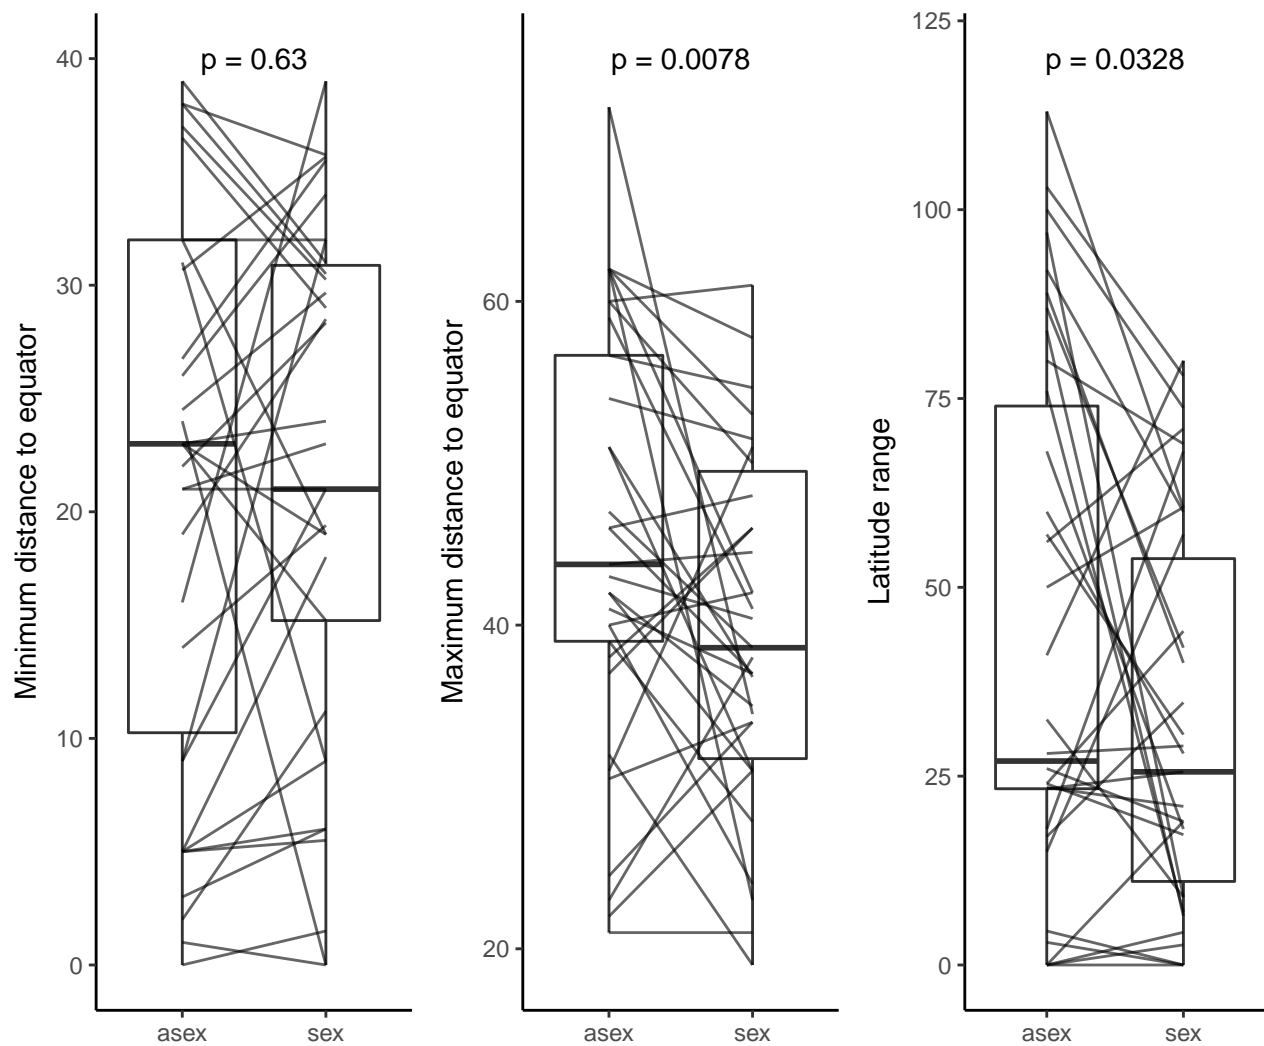 Minimum distance to equator
40
30
20
10
0
p = 0.63
asex
sex
Maximum distance to equator
60
40
20
p = 0.0078
asex
sex
Latitude range
125
100
75
50
25
0
p = 0.0328
asex
sex